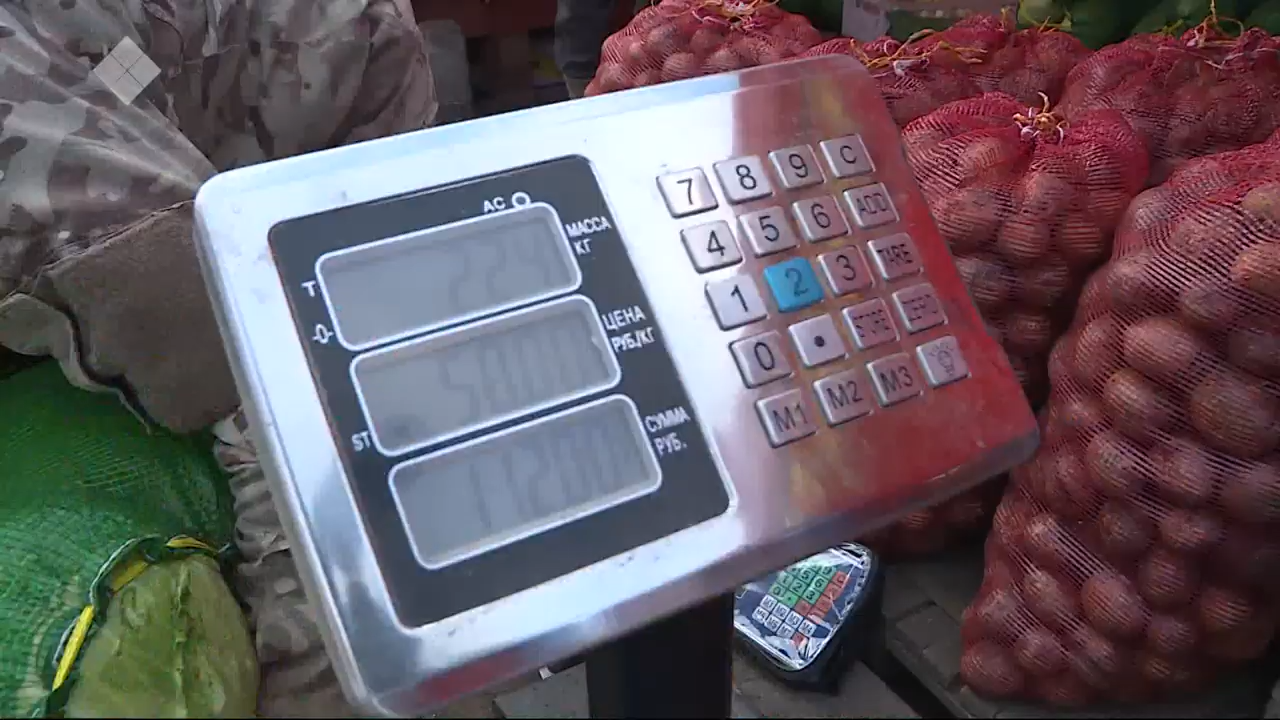 AC
МАССА
КГ
T
-0-
ЦЕНА
РУБ/КГ
ST
СУММА
РУБ.
7 8 9 C
4 5 6 ADD
1 2 3 TARE
0 . STORE ZERO
M1 M2 M3